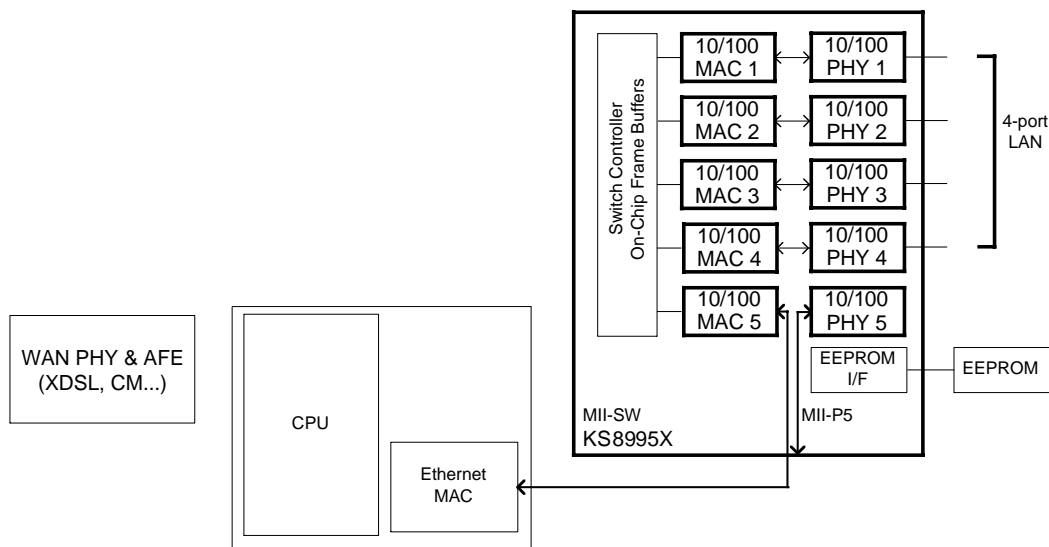 WAN PHY & AFE
(XDSL, CM...)
CPU
Ethernet
MAC
Switch Controller
On-Chip Frame Buffers
10/100
MAC 1
10/100
PHY 1
10/100
MAC 2
10/100
PHY 2
10/100
MAC 3
10/100
PHY 3
10/100
MAC 4
10/100
PHY 4
10/100
MAC 5
10/100
PHY 5
4-port
LAN
EEPROM
I/F
EEPROM
MII-SW
MII-P5
KS8995X